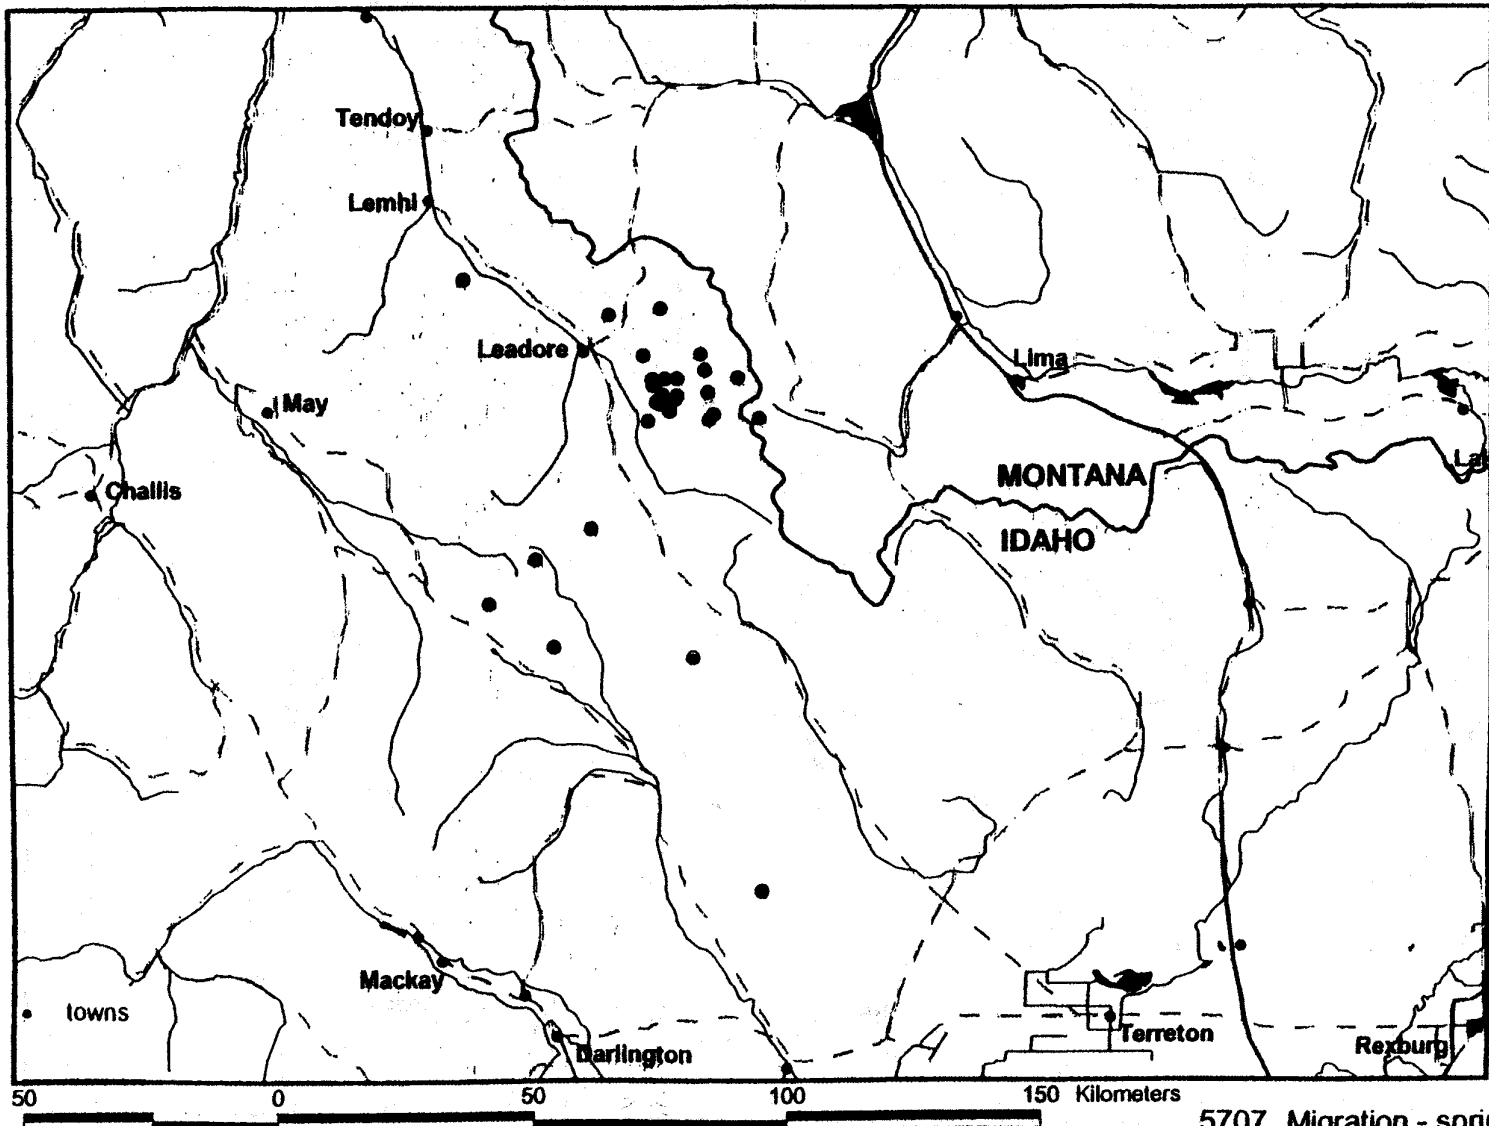 Tendoy
Lemhi
Leadore
Lima
May
MONTANA
Challis
IDAHO
Mackay
towns
Terreton
Darlington
Rexburg
50 0 50 100 150 Kilometers
5707 Migration -